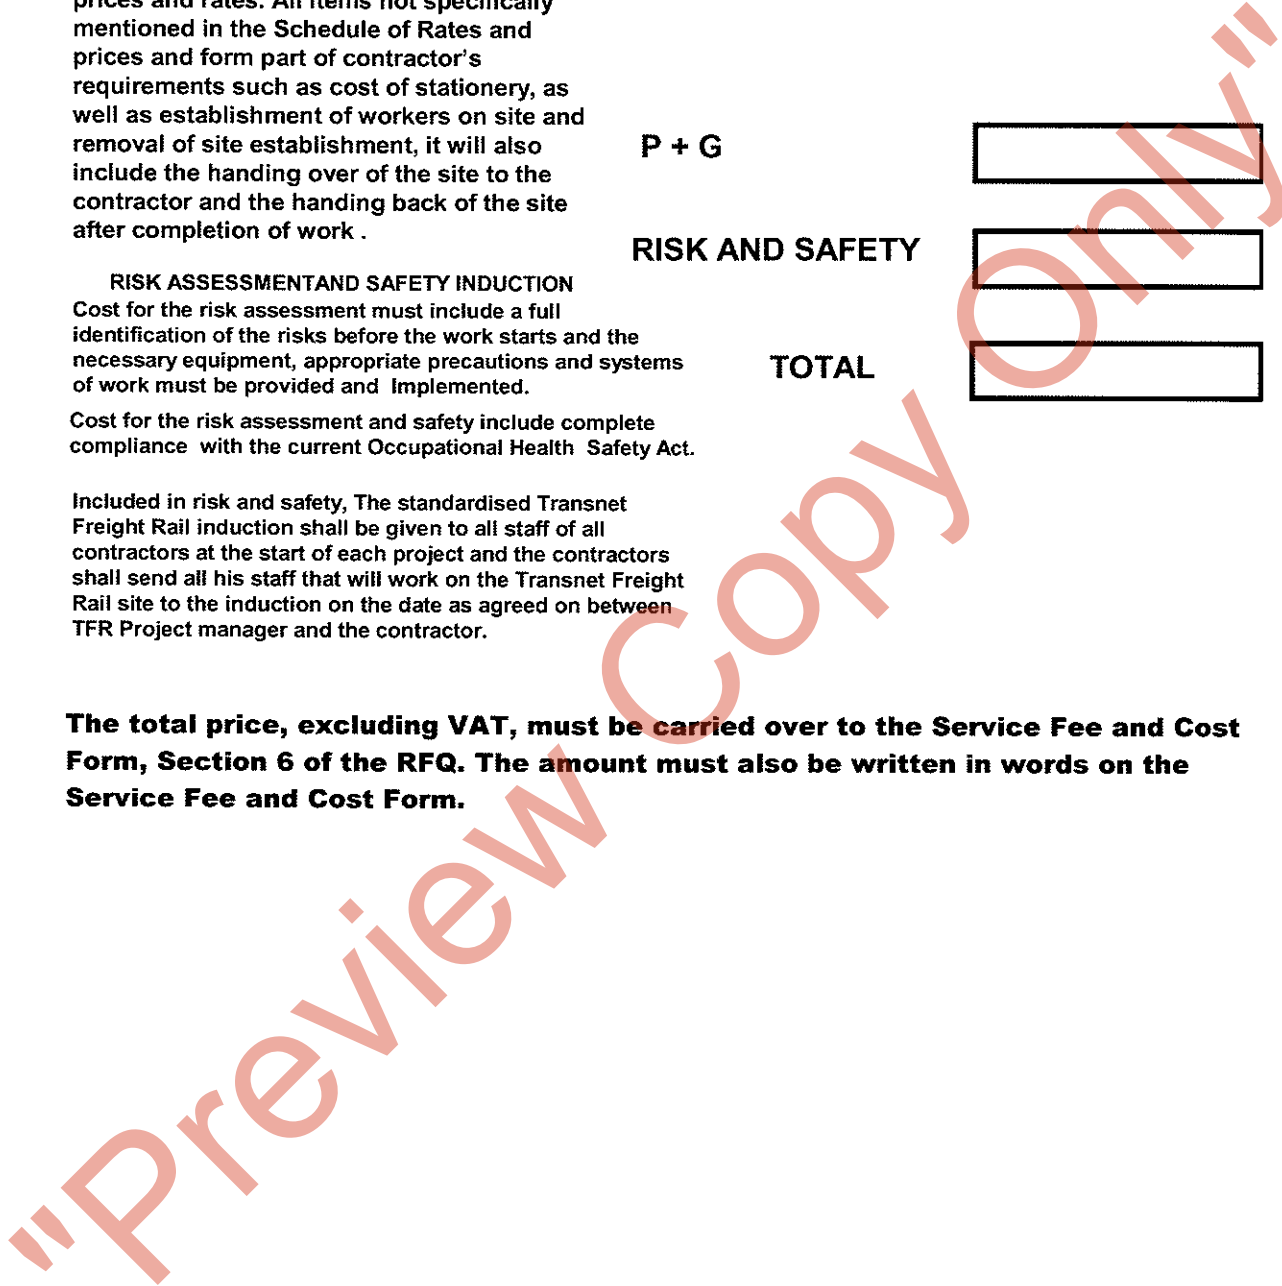 prices and rates. All items not specifically
mentioned in the Schedule of Rates and
prices and form part of contractor's
requirements such as cost of stationery, as
well as establishment of workers on site and
removal of site establishment, it will also
include the handing over of the site to the
contractor and the handing back of the site
after completion of work .
P + G
RISK AND SAFETY
TOTAL
RISK ASSESSMENTAND SAFETY INDUCTION
Cost for the risk assessment must include a full
identification of the risks before the work starts and the
necessary equipment, appropriate precautions and systems
of work must be provided and Implemented.
Cost for the risk assessment and safety include complete
compliance with the current Occupational Health Safety Act.
Included in risk and safety, The standardised Transnet
Freight Rail induction shall be given to all staff of all
contractors at the start of each project and the contractors
shall send all his staff that will work on the Transnet Freight
Rail site to the induction on the date as agreed on between
TFR Project manager and the contractor.
The total price, excluding VAT, must be carried over to the Service Fee and Cost
Form, Section 6 of the RFQ. The amount must also be written in words on the
Service Fee and Cost Form.
"Preview Copy Only"